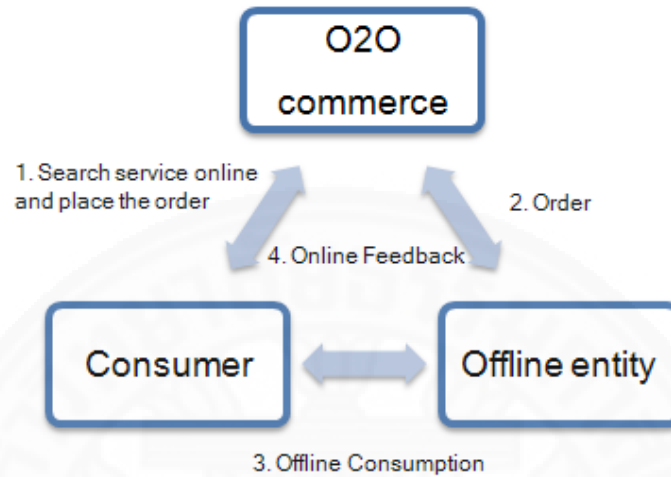 O2O
commerce
1. Search service online
and place the order
2. Order
4. Online Feedback
Consumer
Offline entity
3. Offline Consumption